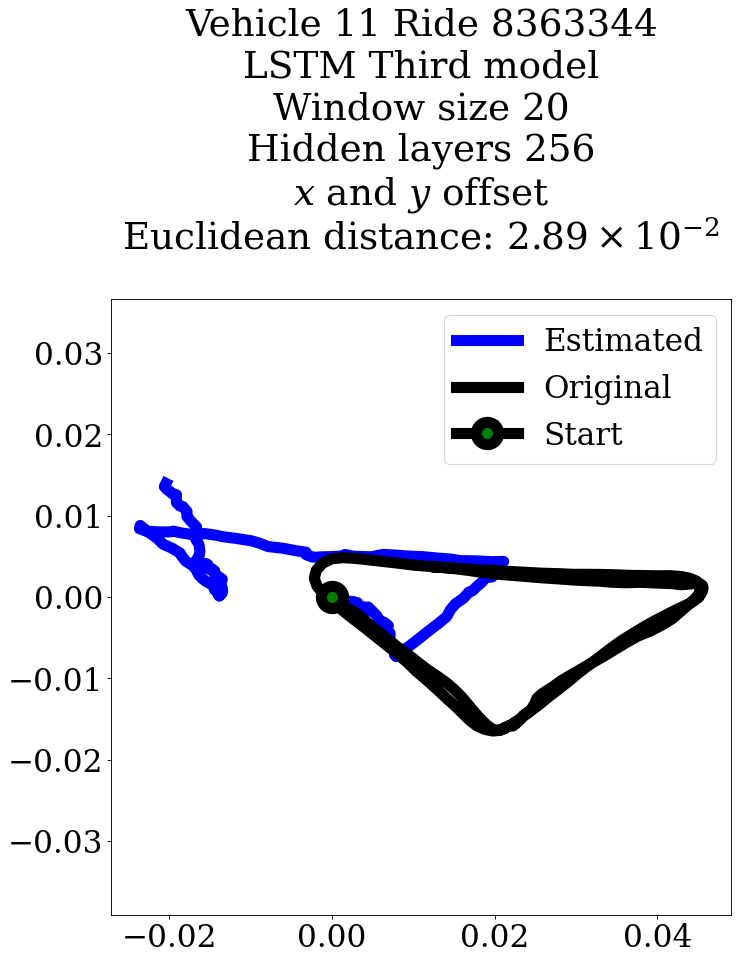 Vehicle 11 Ride 8363344
LSTM Third model
Window size 20
Hidden layers 256
x and y offset
Euclidean distance: 2.89 × 10⁻²
Estimated
Original
Start
0.03
0.02
0.01
0.00
−0.01
−0.02
−0.03
−0.02 0.00 0.02 0.04